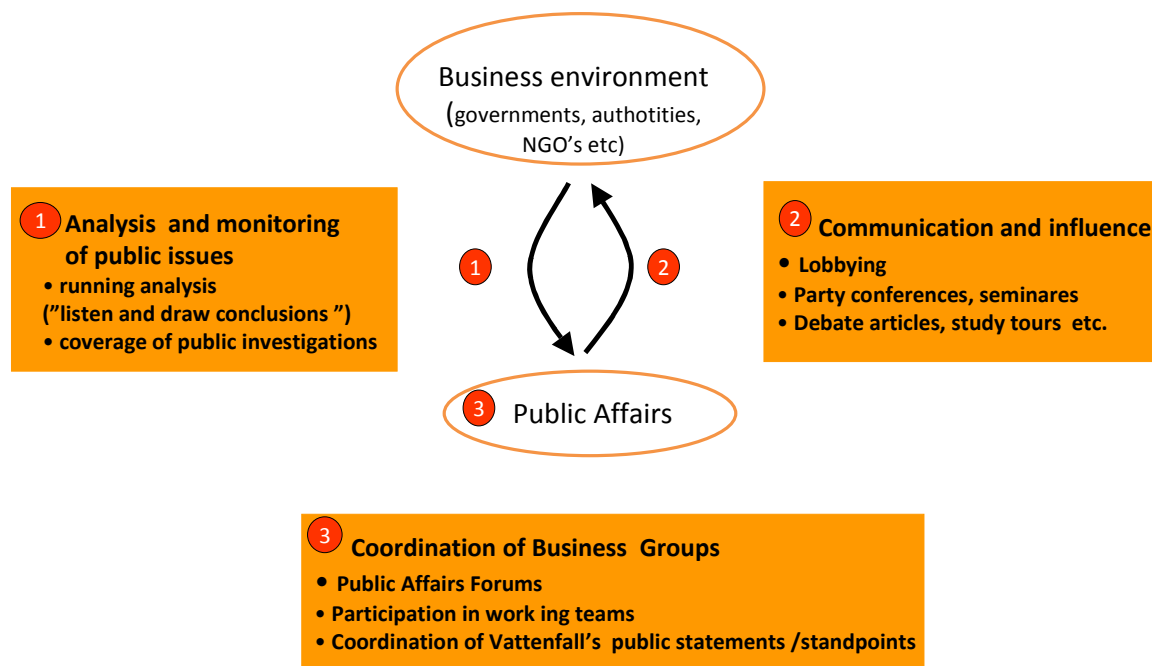 Business environment
(governments, authotities,
NGO's etc)
1 Analysis and monitoring
of public issues
• running analysis
("listen and draw conclusions ")
• coverage of public investigations
1
2
2 Communication and influence
• Lobbying
• Party conferences, seminares
• Debate articles, study tours etc.
3 Public Affairs
3 Coordination of Business Groups
• Public Affairs Forums
• Participation in work ing teams
• Coordination of Vattenfall's public statements /standpoints